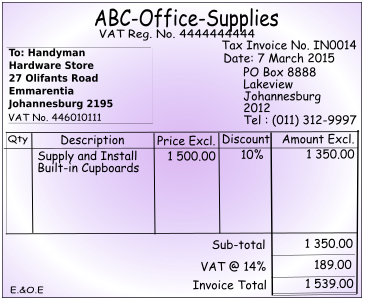 ABC-Office-Supplies
VAT Reg. No. 4444444444
To: Handyman
Hardware Store
27 Olifants Road
Emmarentia
Johannesburg 2195
VAT No. 446010111
Tax Invoice No. IN0014
Date: 7 March 2015
PO Box 8888
Lakeview
Johannesburg
2012
Tel : (011) 312-9997
Qty Description Price Excl. Discount Amount Excl.
Supply and Install 1 500.00 10% 1 350.00
Built-in Cupboards
Sub-total 1 350.00
VAT @ 14% 189.00
Invoice Total 1 539.00
E.&O.E